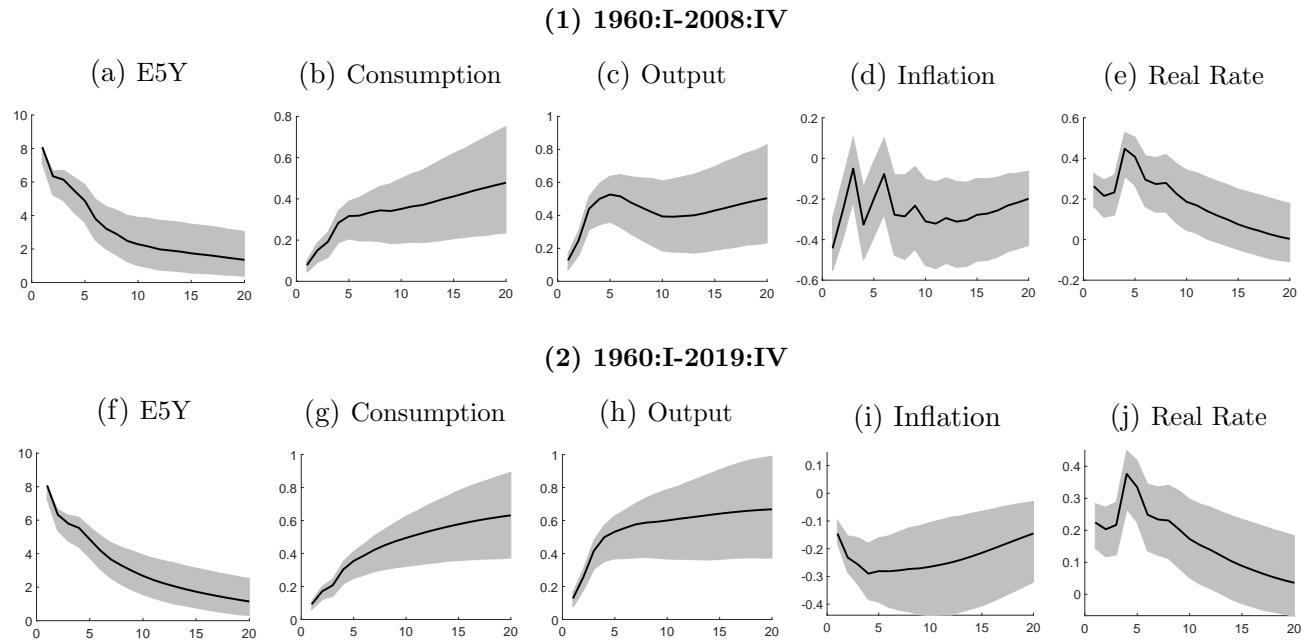 (1) 1960:I-2008:IV
(a) E5Y (b) Consumption (c) Output (d) Inflation (e) Real Rate
10 8 6 4 2 0
0 5 10 15 20
0.8 0.6 0.4 0.2 0
0 5 10 15 20
1 0.8 0.6 0.4 0.2 0
0 5 10 15 20
0.2 0 -0.2 -0.4 -0.6
0 5 10 15 20
0.6 0.4 0.2 0 -0.2
0 5 10 15 20
(2) 1960:I-2019:IV
(f) E5Y (g) Consumption (h) Output (i) Inflation (j) Real Rate
10 8 6 4 2 0
0 5 10 15 20
1 0.8 0.6 0.4 0.2 0
0 5 10 15 20
1 0.8 0.6 0.4 0.2 0
0 5 10 15 20
0.1 0 -0.1 -0.2 -0.3 -0.4
0 5 10 15 20
0.4 0.3 0.2 0.1 0
0 5 10 15 20